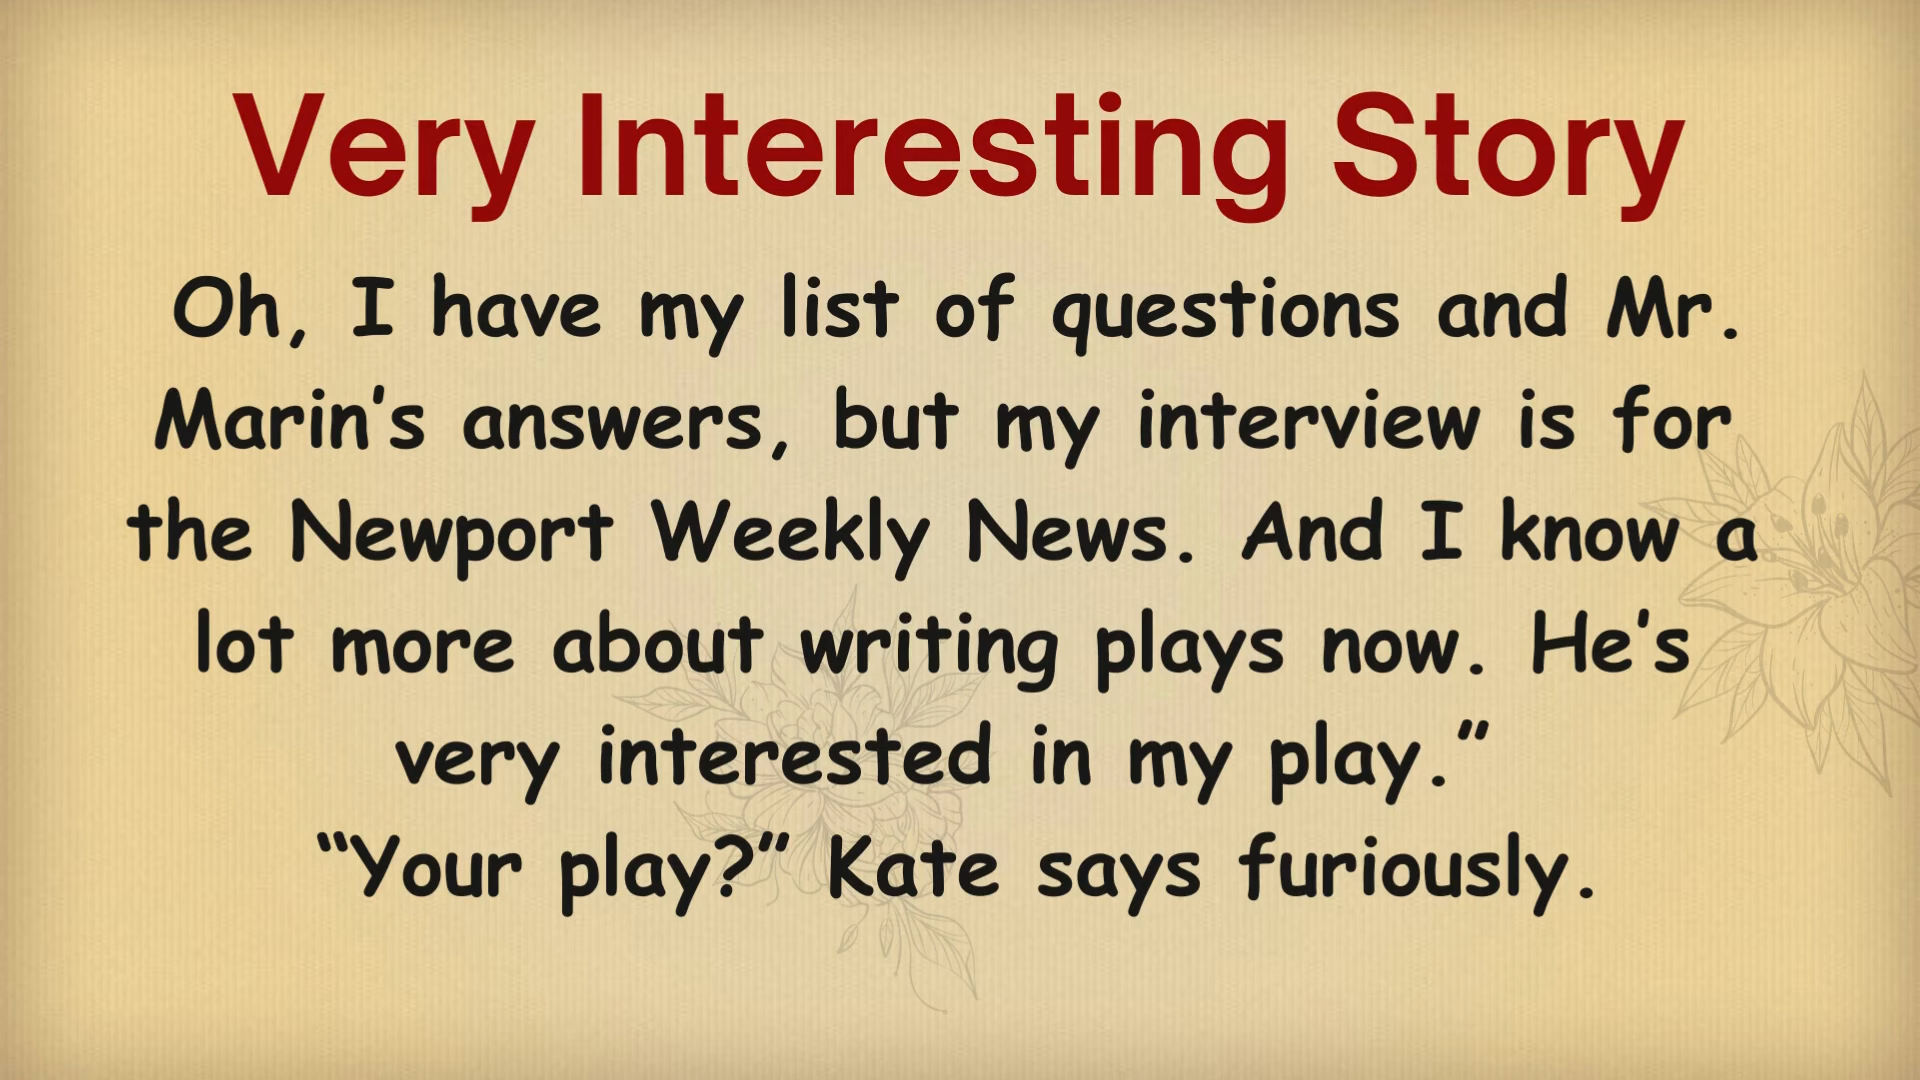 Very Interesting Story
Oh, I have my list of questions and Mr.
Marin’s answers, but my interview is for
the Newport Weekly News. And I know a
lot more about writing plays now. He’s
very interested in my play.”
“Your play?” Kate says furiously.